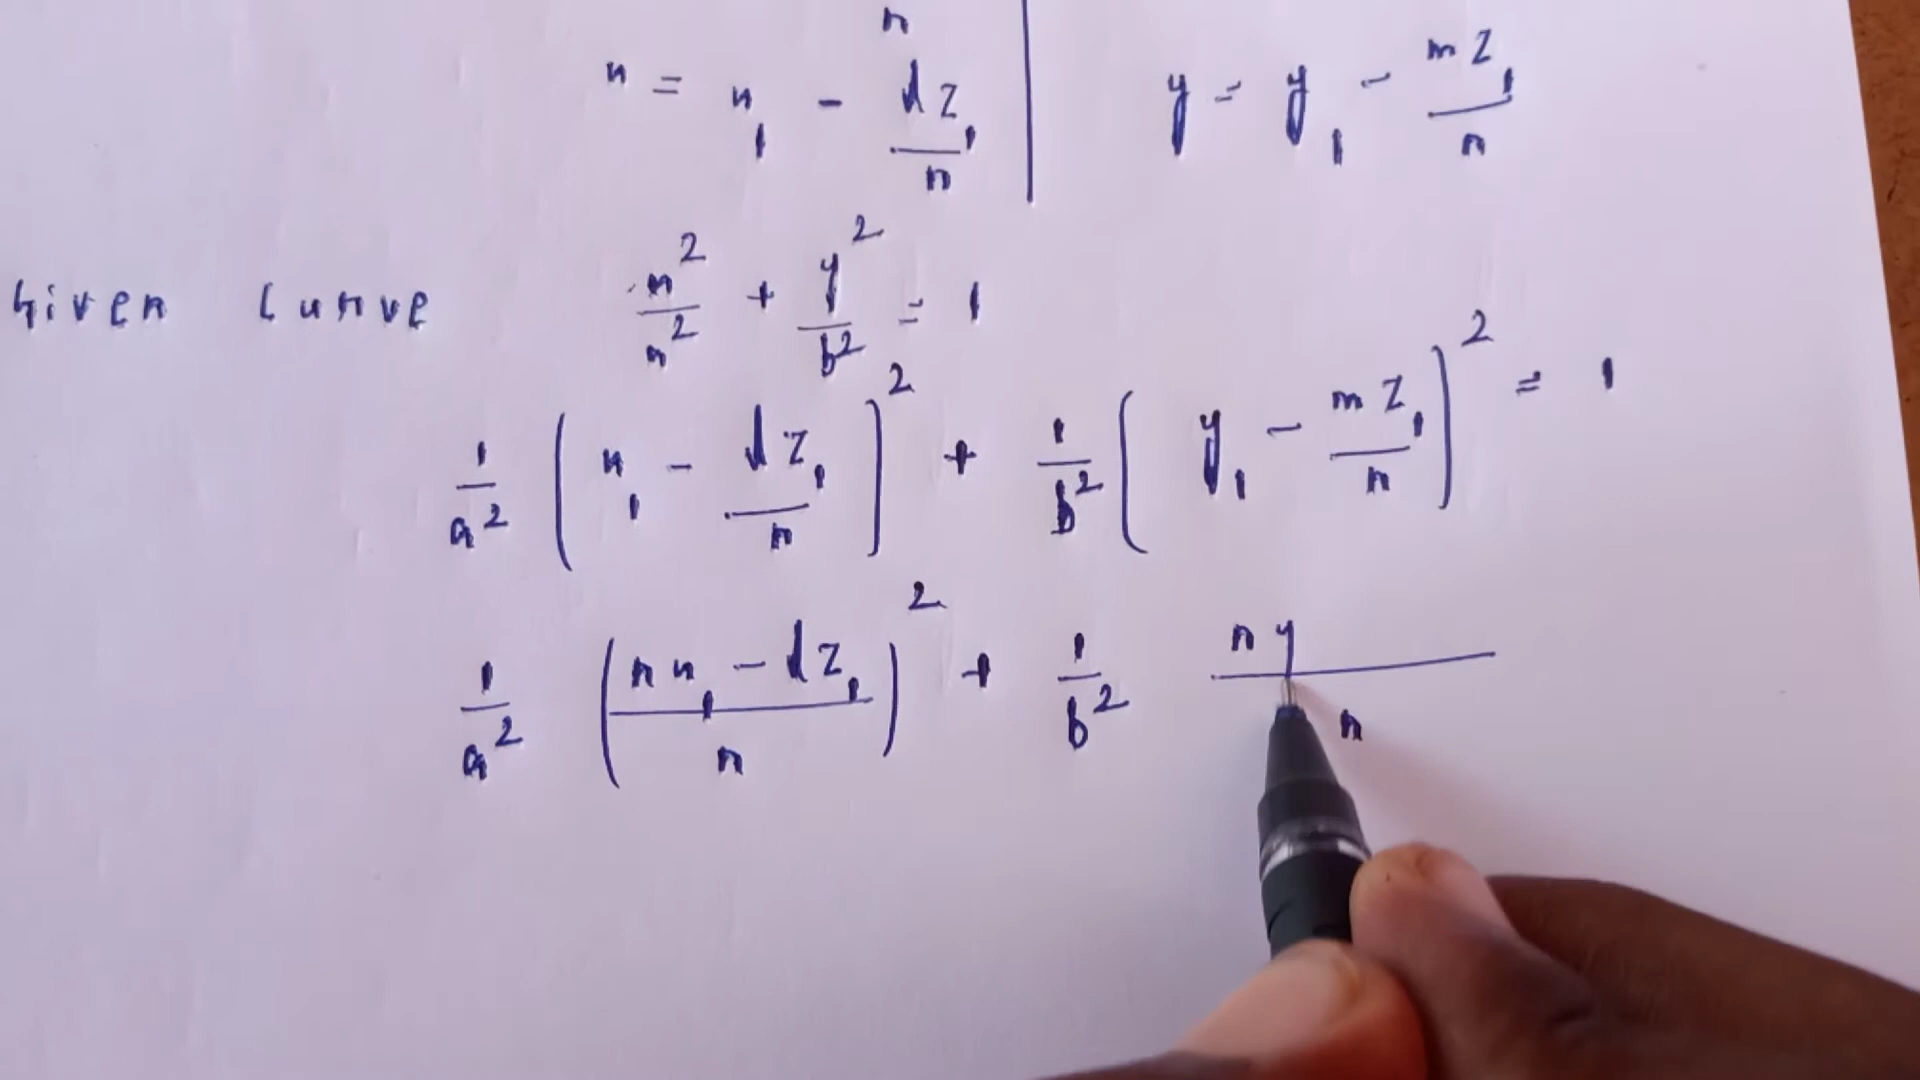 n
x = x₁ - lz₁/n | y = y₁ - mz₁/n
Given curve x²/a² + y²/b² = 1
1/a² ( x₁ - lz₁/n )² + 1/b² ( y₁ - mz₁/n )² = 1
1/a² ( (nx₁ - lz₁)/n )² + 1/b² ny/n